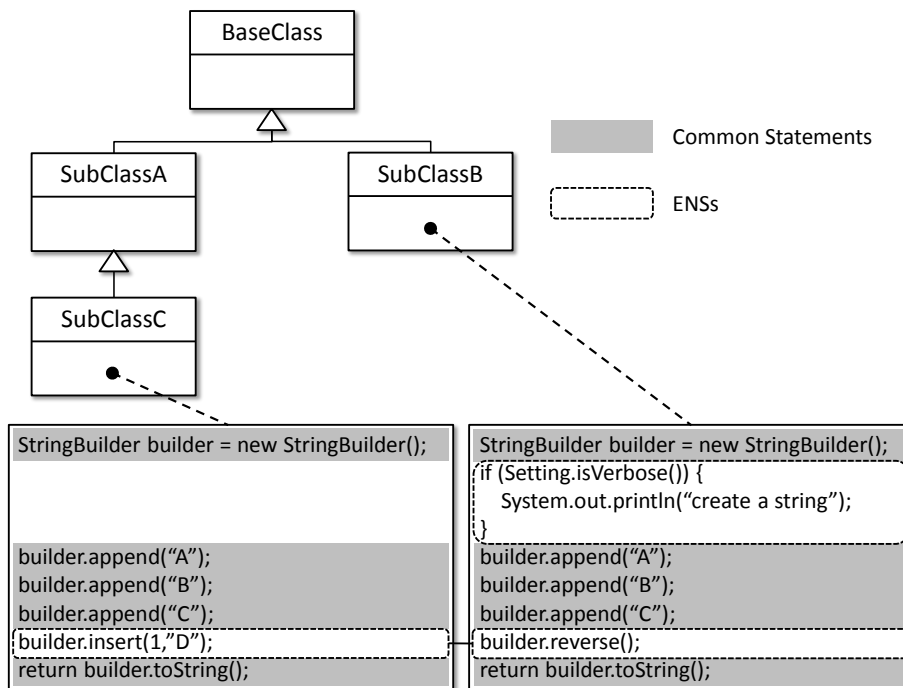 BaseClass
SubClassA
SubClassB
Common Statements
ENSs
SubClassC
StringBuilder builder = new StringBuilder();
builder.append(“A”);
builder.append(“B”);
builder.append(“C”);
builder.insert(1,”D”);
return builder.toString();
StringBuilder builder = new StringBuilder();
if (Setting.isVerbose()) {
System.out.println(“create a string”);
}
builder.append(“A”);
builder.append(“B”);
builder.append(“C”);
builder.reverse();
return builder.toString();